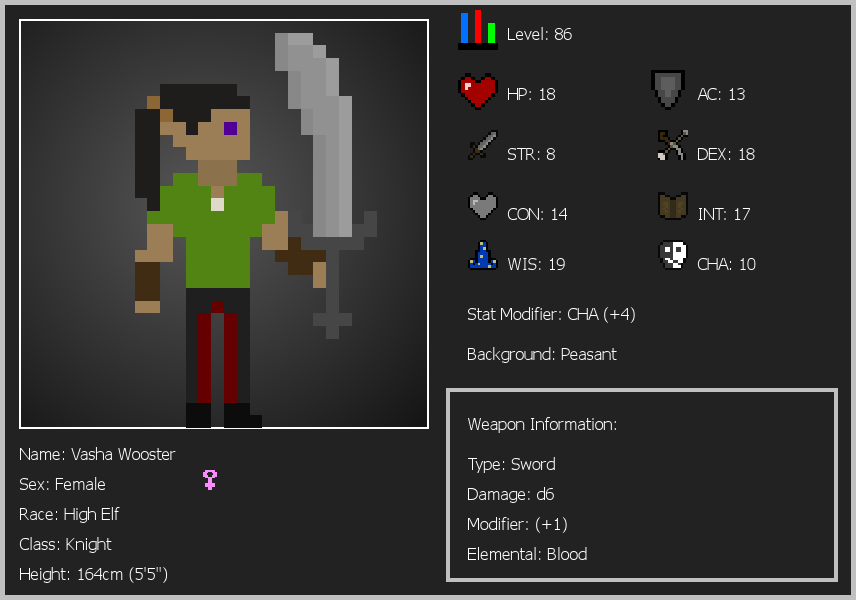 Level: 86
HP: 18
AC: 13
STR: 8
DEX: 18
CON: 14
INT: 17
WIS: 19
CHA: 10
Stat Modifier: CHA (+4)
Background: Peasant
Weapon Information:
Type: Sword
Damage: d6
Modifier: (+1)
Elemental: Blood
Name: Vasha Wooster
Sex: Female
Race: High Elf
Class: Knight
Height: 164cm (5'5")